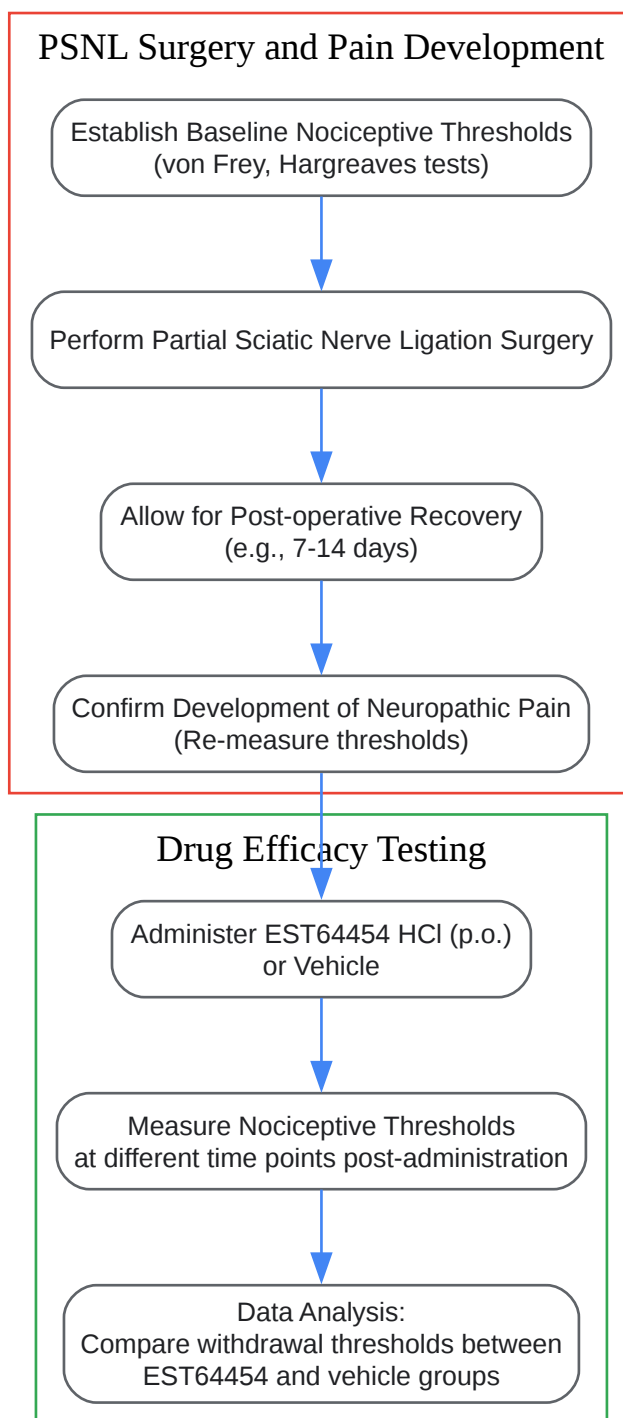 PSNL Surgery and Pain Development
Establish Baseline Nociceptive Thresholds
(von Frey, Hargreaves tests)
Perform Partial Sciatic Nerve Ligation Surgery
Allow for Post-operative Recovery
(e.g., 7-14 days)
Confirm Development of Neuropathic Pain
(Re-measure thresholds)
Drug Efficacy Testing
Administer EST64454 HCl (p.o.)
or Vehicle
Measure Nociceptive Thresholds
at different time points post-administration
Data Analysis:
Compare withdrawal thresholds between
EST64454 and vehicle groups